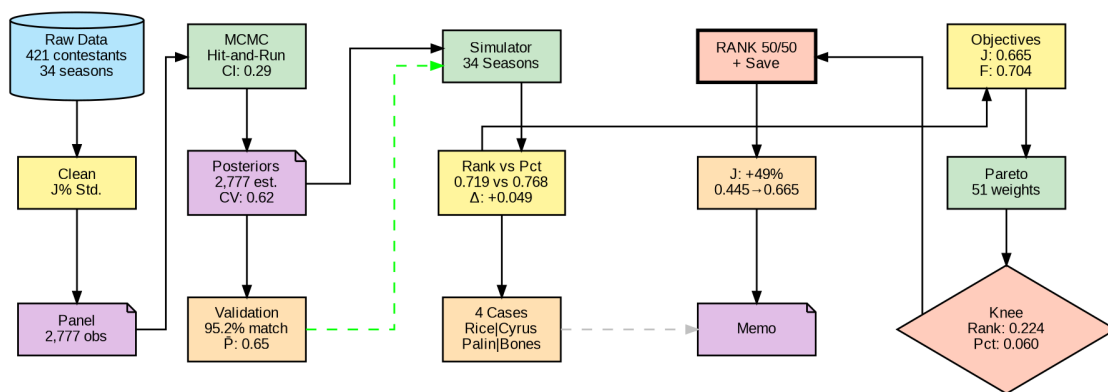 Raw Data
421 contestants
34 seasons
Clean
J% Std.
Panel
2,777 obs
MCMC
Hit-and-Run
CI: 0.29
Posteriors
2,777 est.
CV: 0.62
Validation
95.2% match
P̄: 0.65
Simulator
34 Seasons
Rank vs Pct
0.719 vs 0.768
Δ: +0.049
4 Cases
Rice|Cyrus
Palin|Bones
RANK 50/50
+ Save
J: +49%
0.445→0.665
Memo
Objectives
J: 0.665
F: 0.704
Pareto
51 weights
Knee
Rank: 0.224
Pct: 0.060